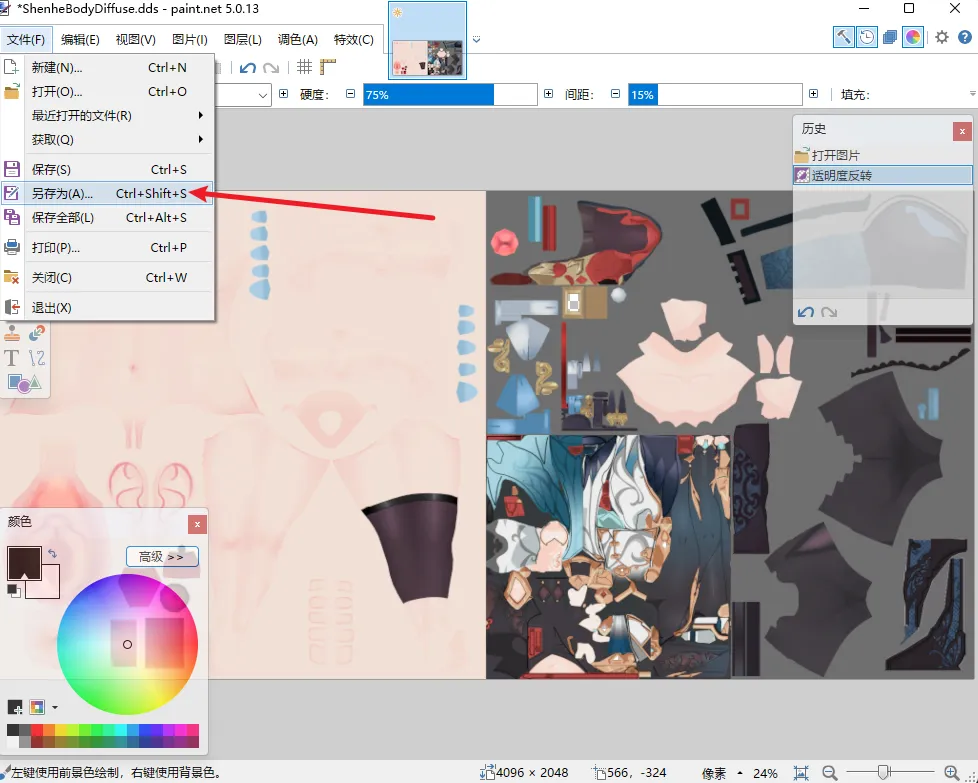 *ShenheBodyDiffuse.dds - paint.net 5.0.13
文件(F) 编辑(E) 视图(V) 图片(I) 图层(L) 调色(A) 特效(C)
新建(N)... Ctrl+N
打开(O)... Ctrl+O
最近打开的文件(R)
获取(Q)
保存(S) Ctrl+S
另存为(A)... Ctrl+Shift+S
保存全部(L) Ctrl+Alt+S
打印(P)... Ctrl+P
关闭(C) Ctrl+W
退出(X)
硬度: 75% 间距: 15% 填充:
历史
打开图片
透明度反转
颜色
高级 >>
左键使用前景色绘制，右键使用背景色。 4096 × 2048 566, -324 像素 24%